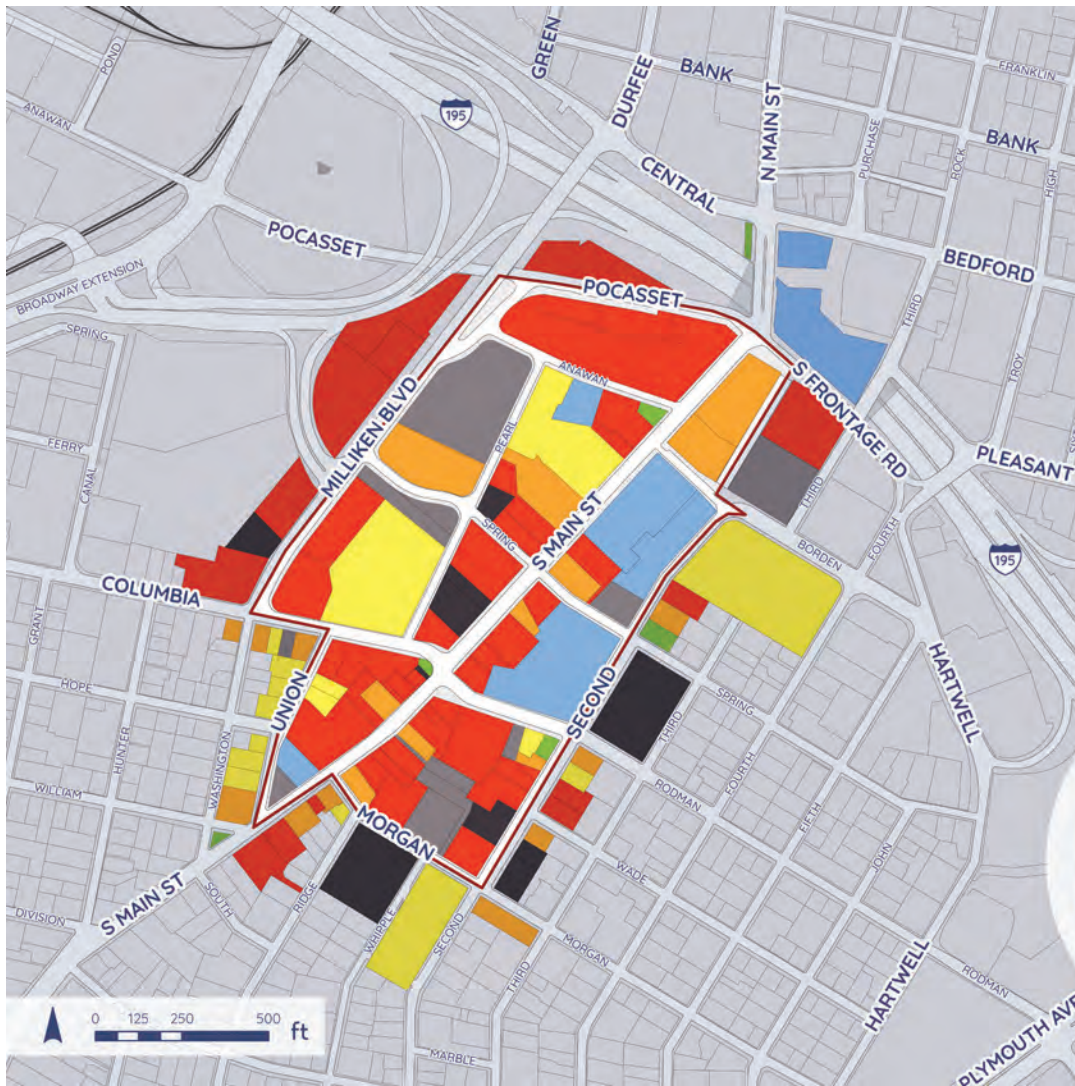 GREEN
DURFEE
BANK
FRANKLIN
POND
ANAWAN
195
N MAIN ST
PURCHASE
ROCK
BANK
HIGH
CENTRAL
POCASSET
BEDFORD
BROADWAY EXTENSION
POCASSET
THIRD
SPRING
TROY
ANAWAN
S FRONTAGE RD
MILLIKEN BLVD
PEARL
FERRY
CANAL
PLEASANT
THIRD
S MAIN ST
SPRING
FOURTH
BORDEN
195
COLUMBIA
GRANT
HARTWELL
HOPE
UNION
SECOND
SPRING
THIRD
HUNTER
WASHINGTON
FOURTH
RODMAN
WILLIAM
FIFTH
MORGAN
JOHN
WADE
S MAIN ST
SOUTH
RIDGE
WHIPPLE
SECOND
DIVISION
THIRD
MORGAN
HARTWELL
RODMAN
0 125 250 500 ft
MARBLE
PLYMOUTH AVE